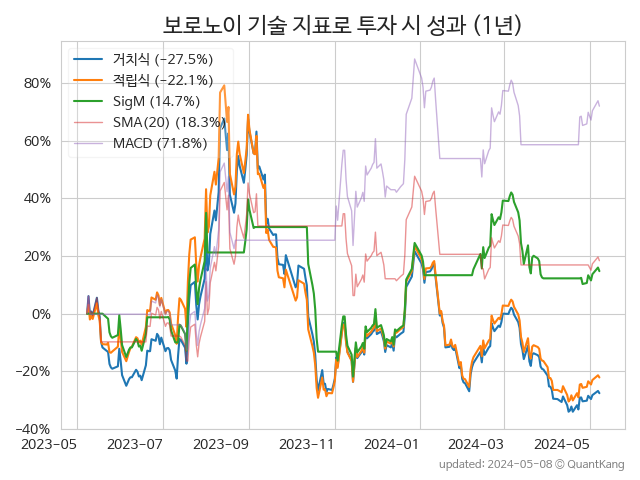 보로노이 기술 지표로 투자 시 성과 (1년)
거치식 (−27.5%)
적립식 (−22.1%)
SigM (14.7%)
SMA(20) (18.3%)
MACD (71.8%)
80%
60%
40%
20%
0%
−20%
−40%
2023−05 2023−07 2023−09 2023−11 2024−01 2024−03 2024−05
updated: 2024−05−08 © QuantKang